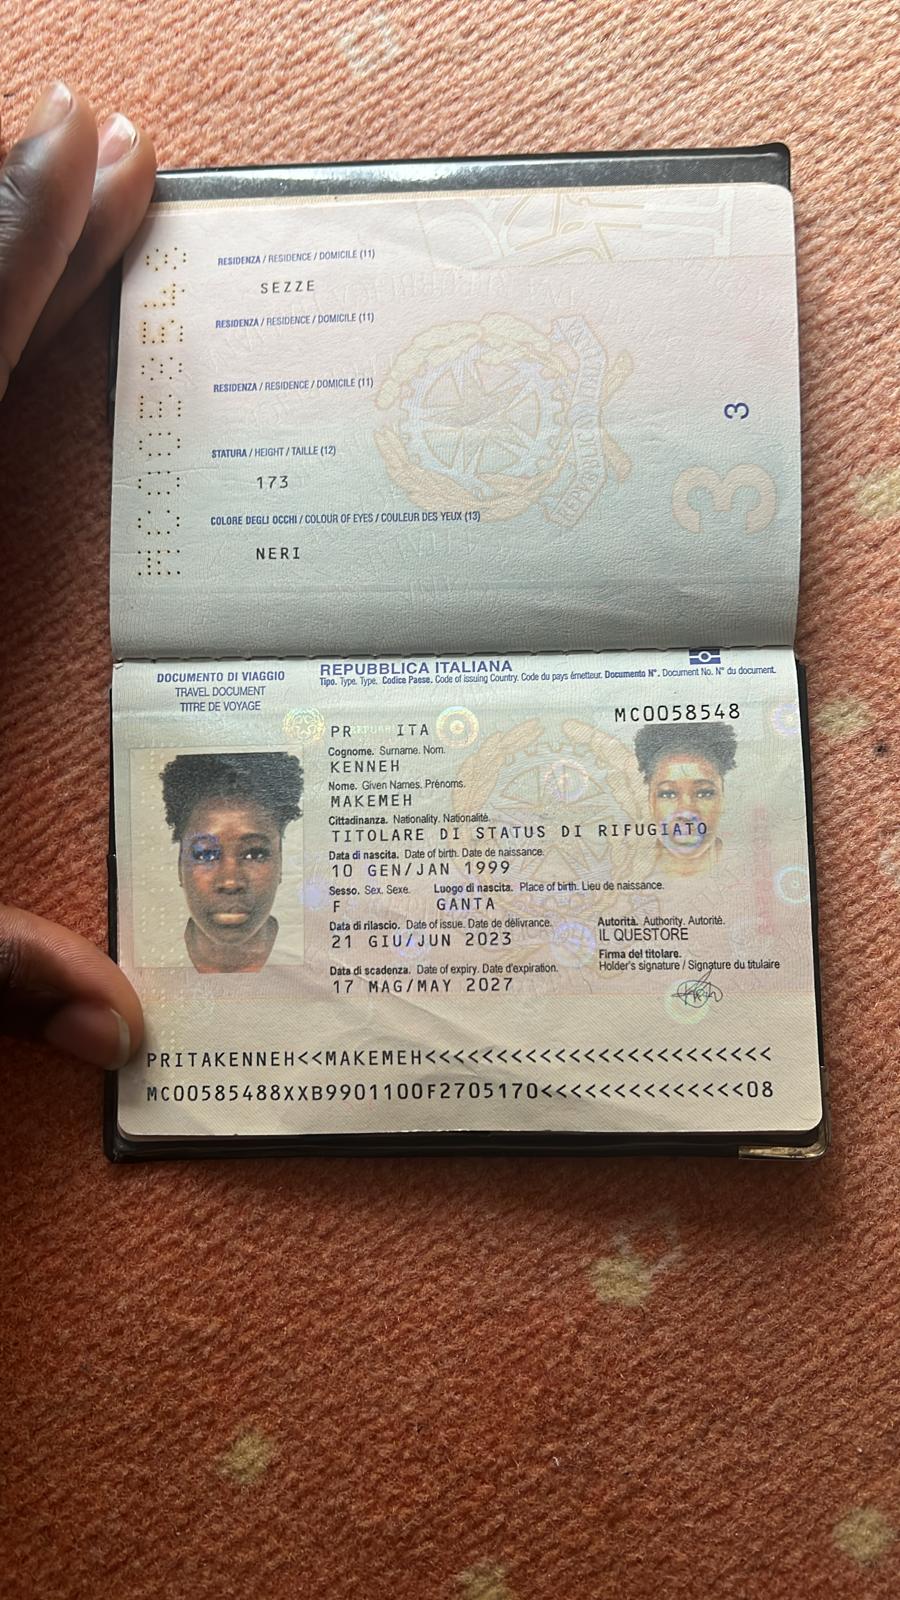 RESIDENZA / RESIDENCE / DOMICILE (11)
SEZZE
RESIDENZA / RESIDENCE / DOMICILE (11)
RESIDENZA / RESIDENCE / DOMICILE (11)
STATURA / HEIGHT / TAILLE (12)
173
COLORE DEGLI OCCHI / COLOUR OF EYES / COULEUR DES YEUX (13)
NERI
3
3
DOCUMENTO DI VIAGGIO
TRAVEL DOCUMENT
TITRE DE VOYAGE
REPUBBLICA ITALIANA
Tipo. Type. Type. Codice Paese. Code of issuing Country. Code du pays émetteur. Documento N°. Document No. N° du document.
MC0058548
PR ITA
Cognome. Surname. Nom.
KENNEH
Nome. Given Names. Prénoms.
MAKEMEH
Cittadinanza. Nationality. Nationalité.
TITOLARE DI STATUS DI RIFUGIATO
Data di nascita. Date of birth. Date de naissance.
10 GEN/JAN 1999
Sesso. Sex. Sexe. Luogo di nascita. Place of birth. Lieu de naissance.
F GANTA
Data di rilascio. Date of issue. Date de délivrance. Autorità. Authority. Autorité.
21 GIU/JUN 2023 IL QUESTORE
Firma del titolare.
Data di scadenza. Date of expiry. Date d'expiration. Holder's signature / Signature du titulaire
17 MAG/MAY 2027
PRITAKENNEH<<MAKEMEH<<<<<<<<<<<<<<<<<<<<<<<<
MC00585488XXB9901100F2705170<<<<<<<<<<<<<<08